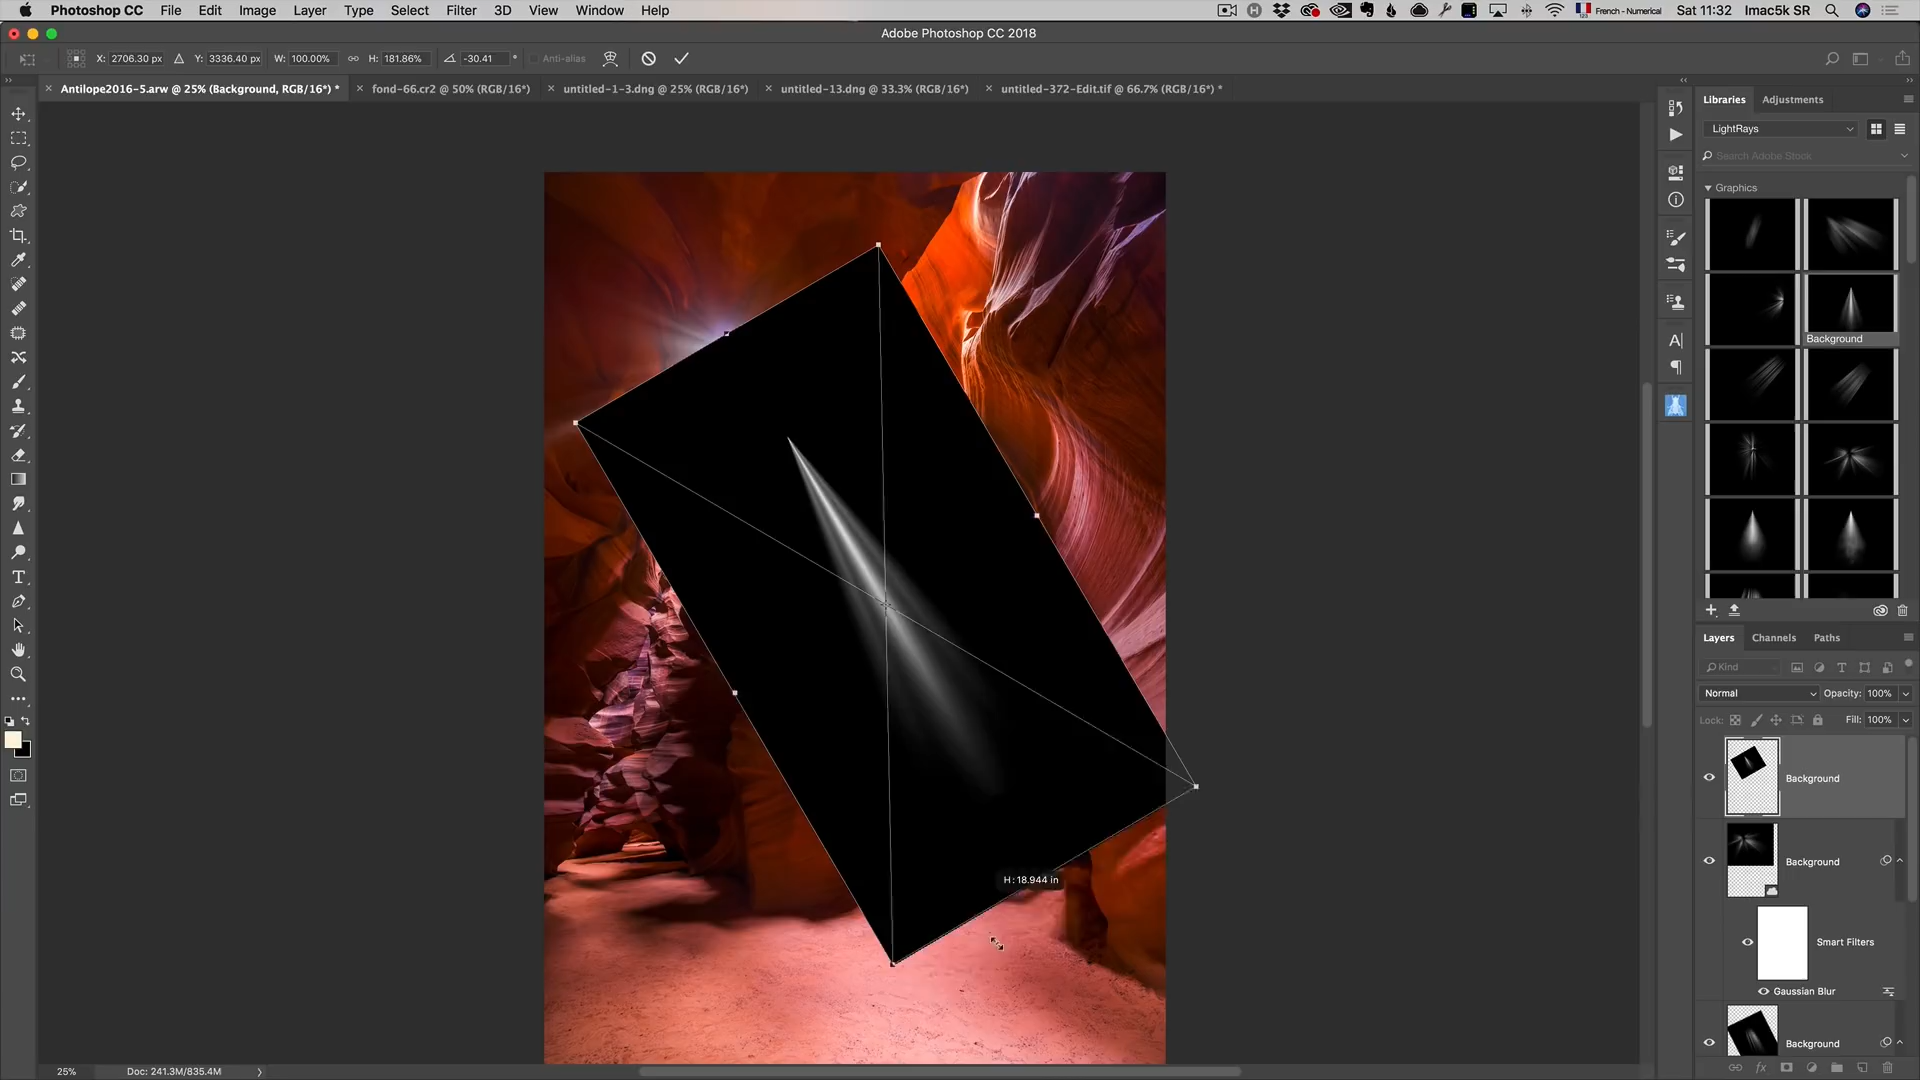 Photoshop CC File Edit Image Layer Type Select Filter 3D View Window Help French - Numerical Sat 11:32 Imac5k SR
Adobe Photoshop CC 2018
X: 2706.30 px Y: 3336.40 px W: 100.00% H: 181.86% -30.41 ° Anti-alias
Antilope2016-5.arw @ 25% (Background, RGB/16*) * fond-66.cr2 @ 50% (RGB/16*) untitled-1-3.dng @ 25% (RGB/16*) untitled-13.dng @ 33.3% (RGB/16*) untitled-372-Edit.tif @ 66.7% (RGB/16*) *
Libraries Adjustments
LightRays
Search Adobe Stock
Graphics
Background
Layers Channels Paths
Kind
Normal Opacity: 100%
Lock: Fill: 100%
Background
Background
Smart Filters
Gaussian Blur
Background
H: 18.944 in
25% Doc: 241.3M/835.4M